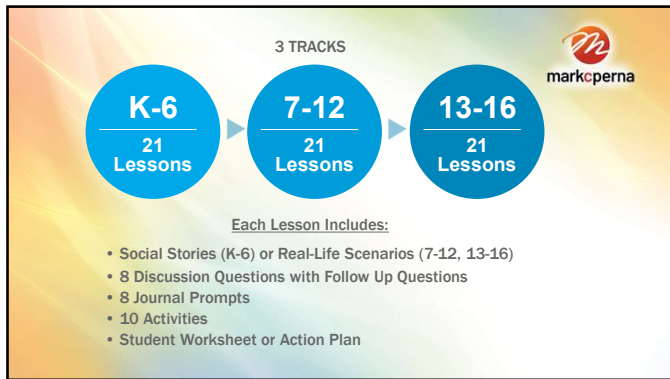 3 TRACKS
markcperna
K-6
21
Lessons
7-12
21
Lessons
13-16
21
Lessons
Each Lesson Includes:
• Social Stories (K-6) or Real-Life Scenarios (7-12, 13-16)
• 8 Discussion Questions with Follow Up Questions
• 8 Journal Prompts
• 10 Activities
• Student Worksheet or Action Plan